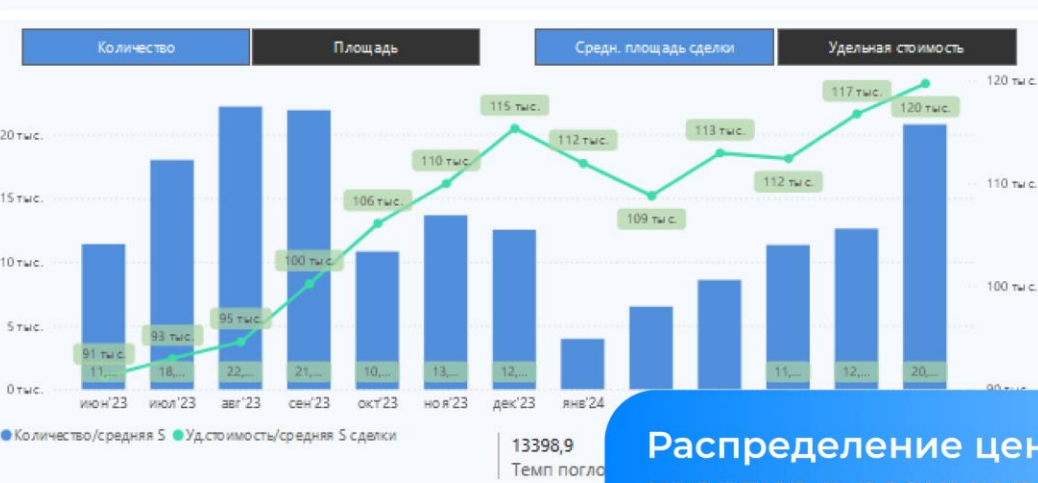 Количество
Площадь
Средн. площадь сделки
Удельная стоимость
120 тыс.
117 тыс.
115 тыс.
120 тыс.
20 тыс.
113 тыс.
112 тыс.
110 тыс.
112 тыс.
110 тыс.
15 тыс.
106 тыс.
109 тыс.
10 тыс.
100 тыс.
100 тыс.
5 тыс.
95 тыс.
93 тыс.
91 тыс.
11,...
18,...
22,...
21,...
10,...
13,...
12,...
11,...
12,...
20,...
0 тыс.
июн'23
июл'23
авг'23
сен'23
окт'23
ноя'23
дек'23
янв'24
Количество/средняя S
Уд.стоимость/средняя S сделки
13398,9
Темп погло
Распределение цен